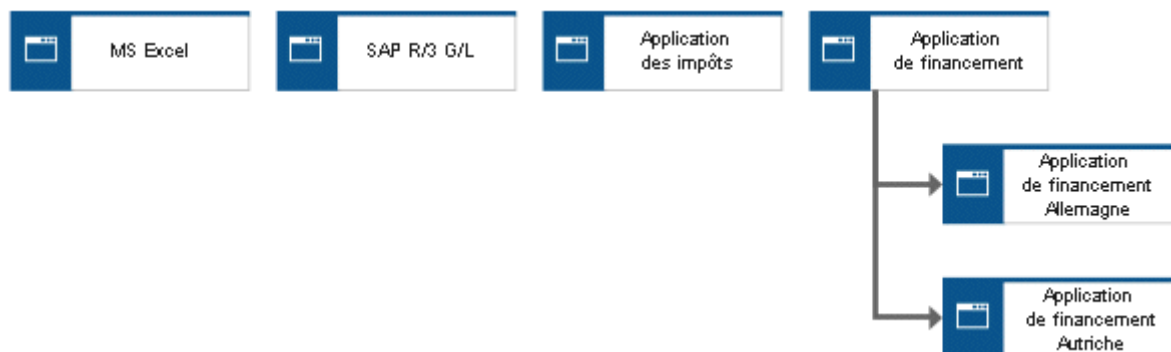 MS Excel
SAP R/3 G/L
Application
des impôts
Application
de financement
Application
de financement
Allemagne
Application
de financement
Autriche